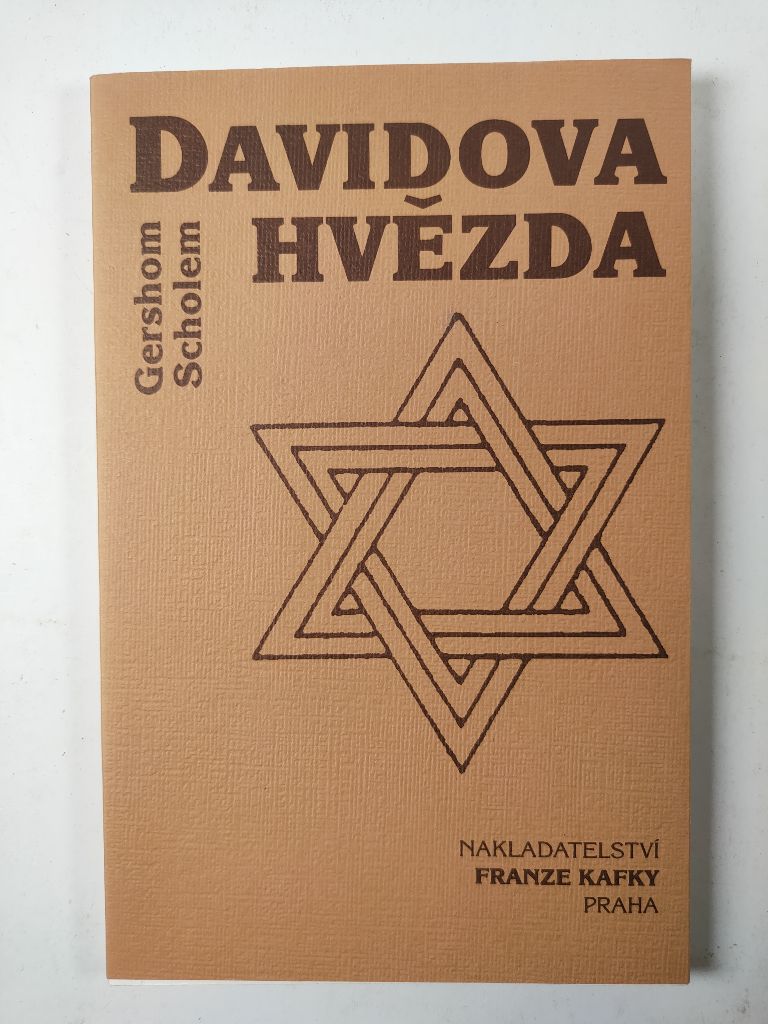 DAVIDOVA
HVĚZDA
Gershom
Scholem
NAKLADATELSTVÍ
FRANZE KAFKY
PRAHA